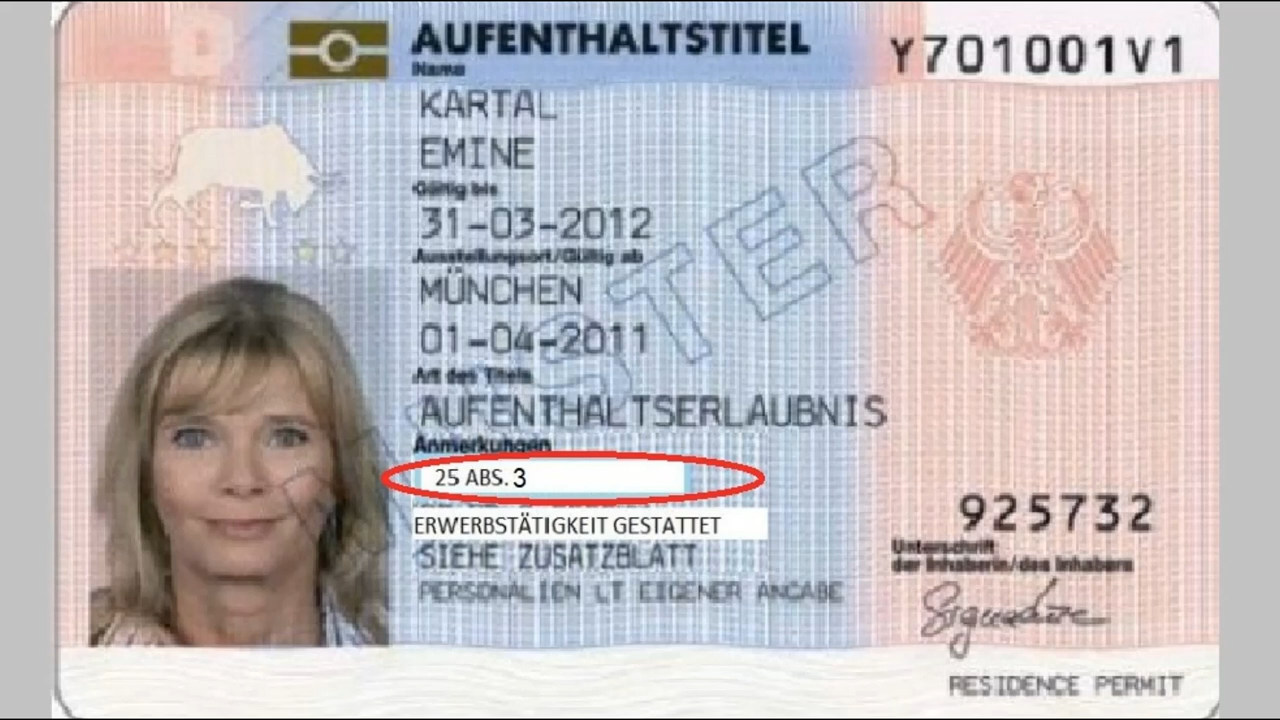 AUFENTHALTSTITEL
Y701001V1
Name
KARTAL
EMINE
Gültig bis
31-03-2012
Ausstellungsort/Gültig ab
MÜNCHEN
01-04-2011
Art des Titels
AUFENTHALTSERLAUBNIS
Anmerkungen
25 ABS. 3
ERWERBSTÄTIGKEIT GESTATTET
SIEHE ZUSATZBLATT
PERSONALIEN LT EIGENER ANGABE
925732
Unterschrift
der Inhaberin/des Inhabers
Signature
RESIDENCE PERMIT
MUSTER
D